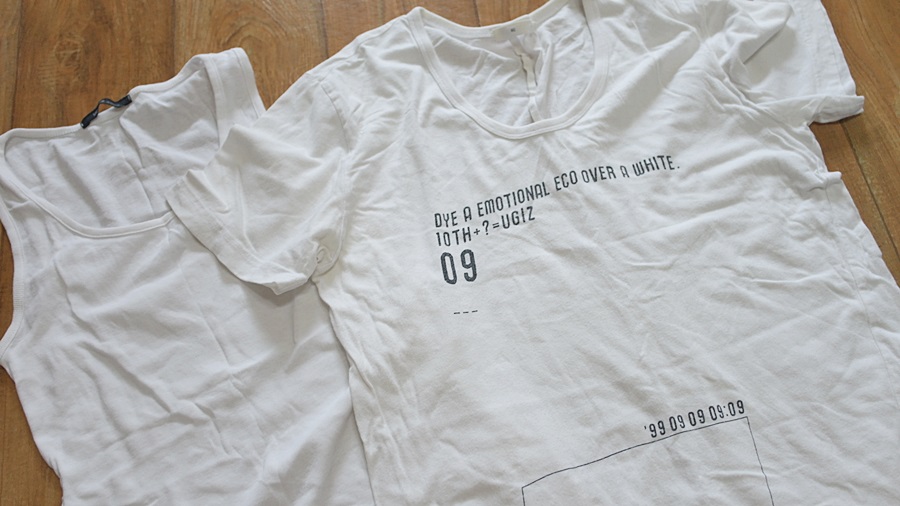 DYE A EMOTIONAL ECO OVER A WHITE.
10TH+?=UGIZ
09
---
'99 09 09 09:09